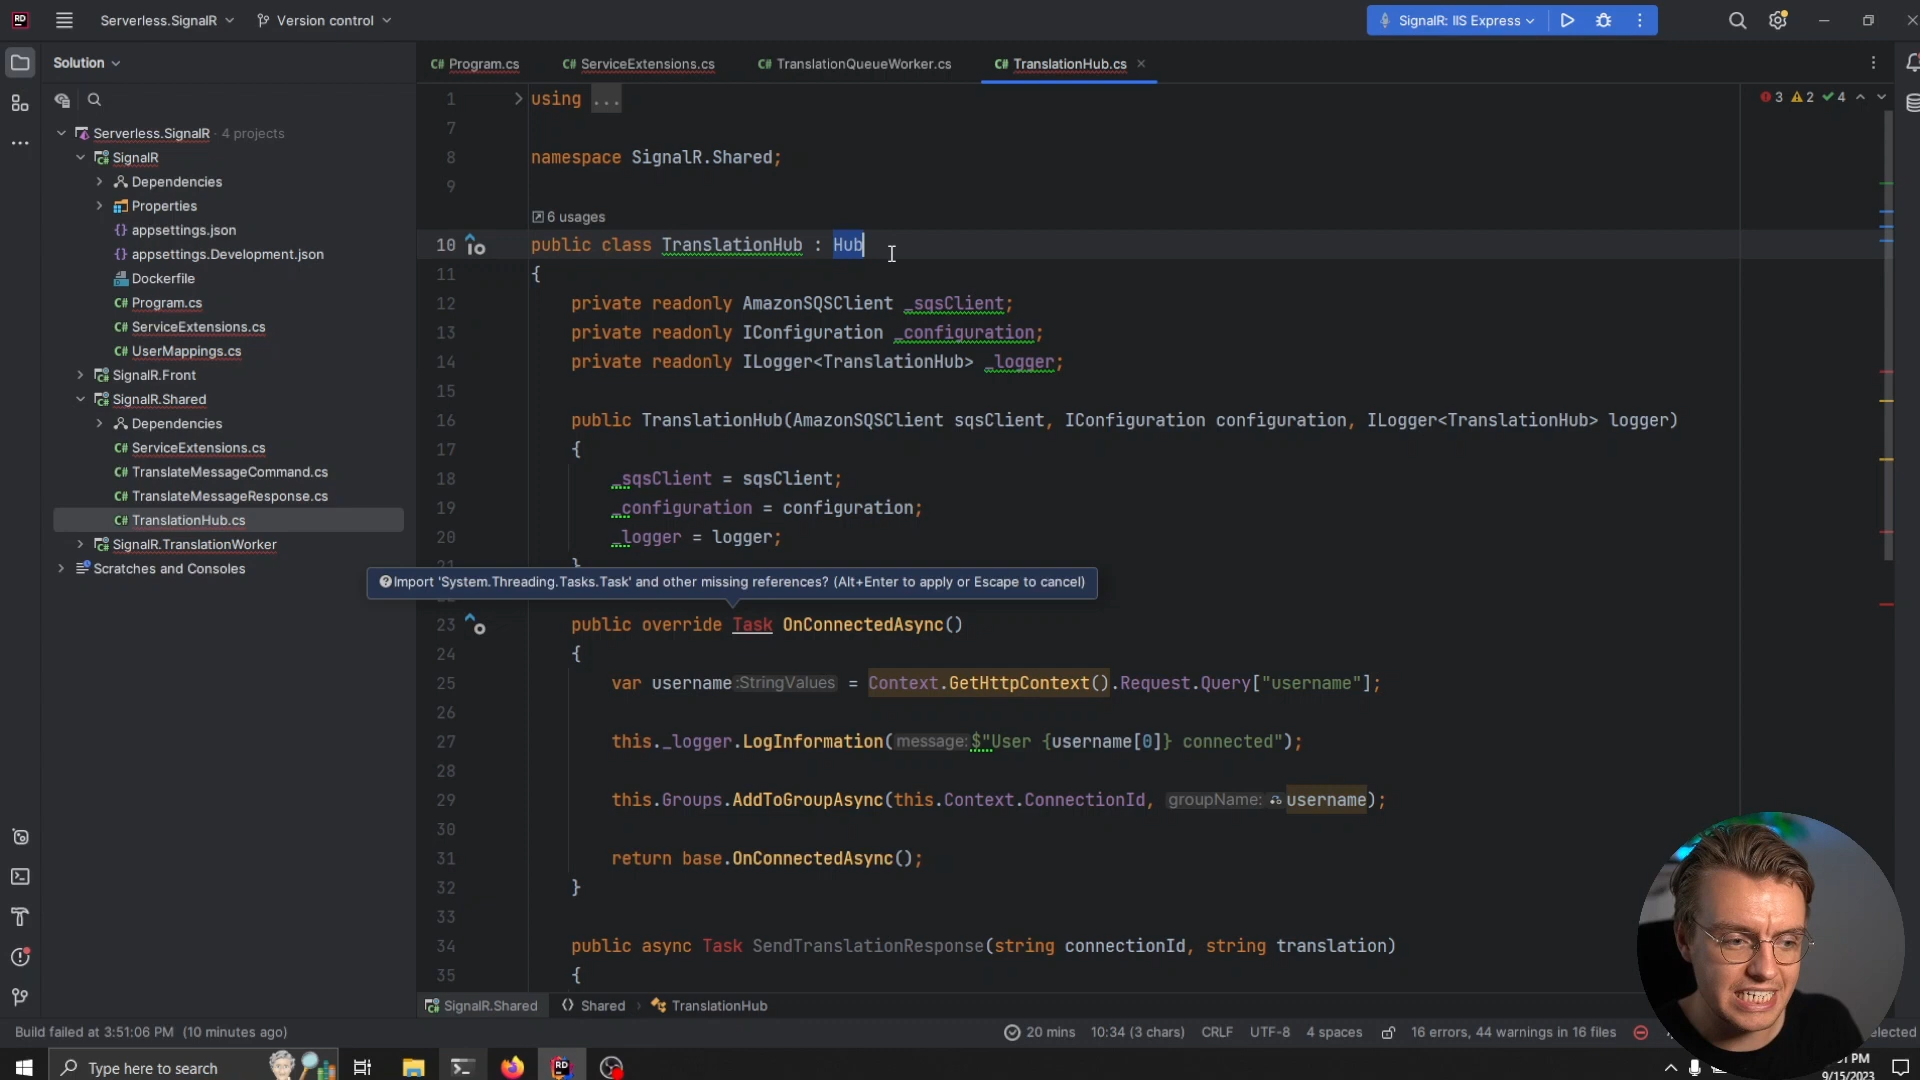 RD
Serverless.SignalR
Version control
SignalR: IIS Express
Solution
C# Program.cs
C# ServiceExtensions.cs
C# TranslationQueueWorker.cs
C# TranslationHub.cs
Serverless.SignalR · 4 projects
C# SignalR
Dependencies
Properties
{} appsettings.json
{} appsettings.Development.json
Dockerfile
C# Program.cs
C# ServiceExtensions.cs
C# UserMappings.cs
C# SignalR.Front
C# SignalR.Shared
Dependencies
C# ServiceExtensions.cs
C# TranslateMessageCommand.cs
C# TranslateMessageResponse.cs
C# TranslationHub.cs
C# SignalR.TranslationWorker
Scratches and Consoles
3 2 4
1 using ...
7
8 namespace SignalR.Shared;
9
6 usages
10 public class TranslationHub : Hub
11 {
12 private readonly AmazonSQSClient _sqsClient;
13 private readonly IConfiguration _configuration;
14 private readonly ILogger<TranslationHub> _logger;
15
16 public TranslationHub(AmazonSQSClient sqsClient, IConfiguration configuration, ILogger<TranslationHub> logger)
17 {
18 _sqsClient = sqsClient;
19 _configuration = configuration;
20 _logger = logger;
21 }
Import 'System.Threading.Tasks.Task' and other missing references? (Alt+Enter to apply or Escape to cancel)
23 public override Task OnConnectedAsync()
24 {
25 var username :StringValues = Context.GetHttpContext().Request.Query["username"];
26
27 this._logger.LogInformation( message: $"User {username[0]} connected");
28
29 this.Groups.AddToGroupAsync(this.Context.ConnectionId, groupName: username);
30
31 return base.OnConnectedAsync();
32 }
33
34 public async Task SendTranslationResponse(string connectionId, string translation)
35 {
C# SignalR.Shared
Shared
TranslationHub
Build failed at 3:51:06 PM (10 minutes ago)
20 mins
10:34 (3 chars)
CRLF
UTF-8
4 spaces
16 errors, 44 warnings in 16 files
Type here to search
RD
PM
9/15/2023